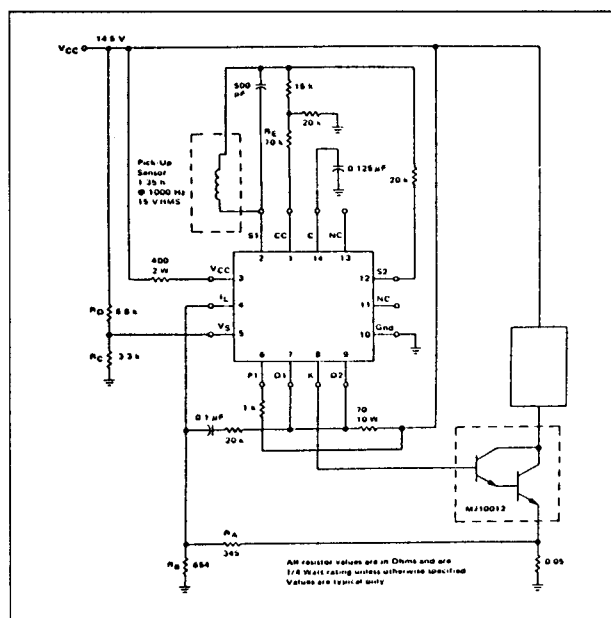 VCC
14.5 V
500
pF
15 k
20 k
RE
70 k
0.125 µF
20 k
Pick-Up
Sensor
1.25 h
@ 1000 Hz
15 V RMS
S1
CC
C
NC
2
1
14
13
400
2 W
VCC
3
12
S2
IL
4
11
NC
RD
6.8 k
VS
5
10
Gnd
RC
3.3 k
6
7
8
9
P1
O1
K
O2
1 k
0.1 µF
20 k
70
10 W
MJ10012
RA
345
RB
664
0.05
All resistor values are in Ohms and are
1/4 Watt rating unless otherwise specified
Values are typical only